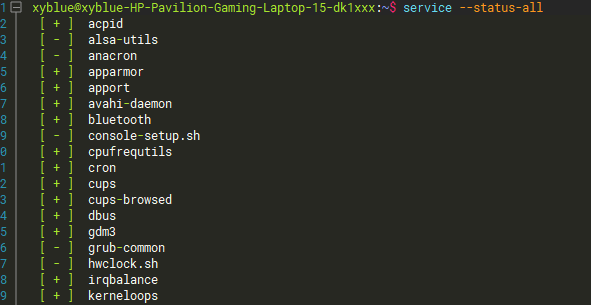 1 xyblue@xyblue-HP-Pavilion-Gaming-Laptop-15-dk1xxx:~$ service --status-all
2 [ + ] acpid
3 [ - ] alsa-utils
4 [ - ] anacron
5 [ + ] apparmor
6 [ + ] apport
7 [ + ] avahi-daemon
8 [ + ] bluetooth
9 [ - ] console-setup.sh
0 [ + ] cpufrequtils
1 [ + ] cron
2 [ + ] cups
3 [ + ] cups-browsed
4 [ + ] dbus
5 [ + ] gdm3
6 [ - ] grub-common
7 [ - ] hwclock.sh
8 [ + ] irqbalance
9 [ + ] kerneloops